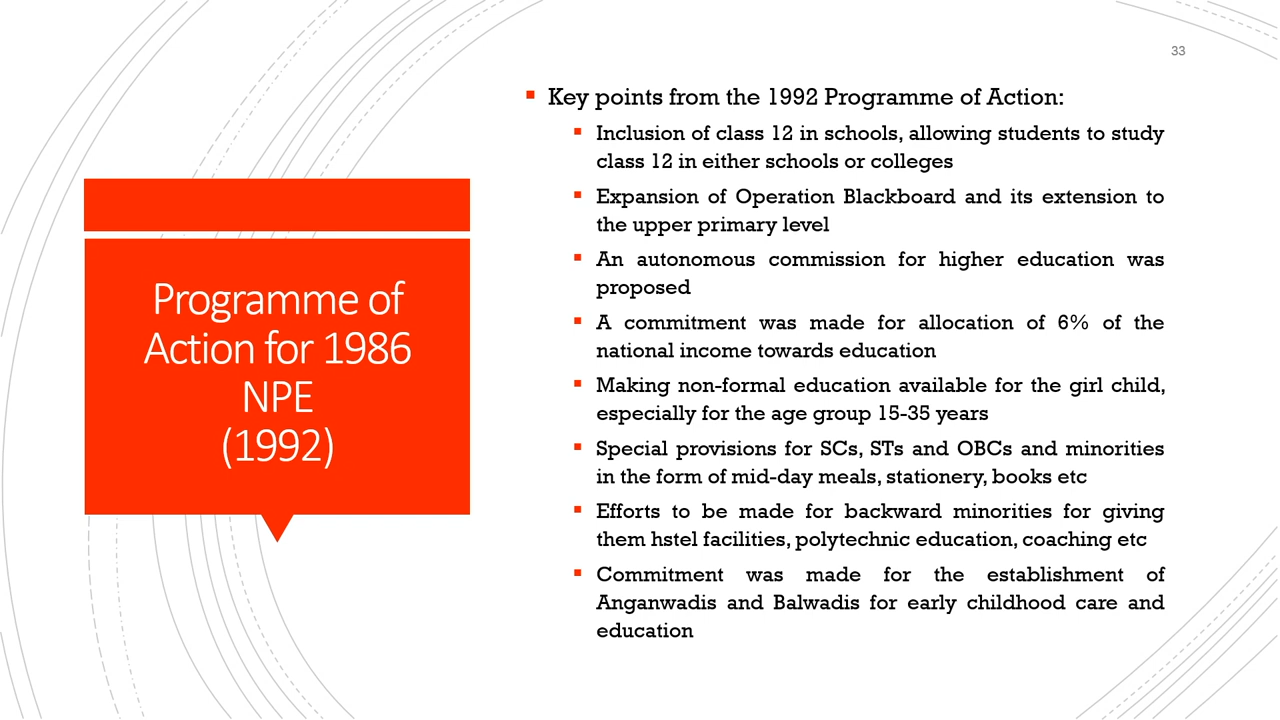 33
Programme of
Action for 1986
NPE
(1992)
Key points from the 1992 Programme of Action:
Inclusion of class 12 in schools, allowing students to study
class 12 in either schools or colleges
Expansion of Operation Blackboard and its extension to
the upper primary level
An autonomous commission for higher education was
proposed
A commitment was made for allocation of 6% of the
national income towards education
Making non-formal education available for the girl child,
especially for the age group 15-35 years
Special provisions for SCs, STs and OBCs and minorities
in the form of mid-day meals, stationery, books etc
Efforts to be made for backward minorities for giving
them hstel facilities, polytechnic education, coaching etc
Commitment was made for the establishment of
Anganwadis and Balwadis for early childhood care and
education